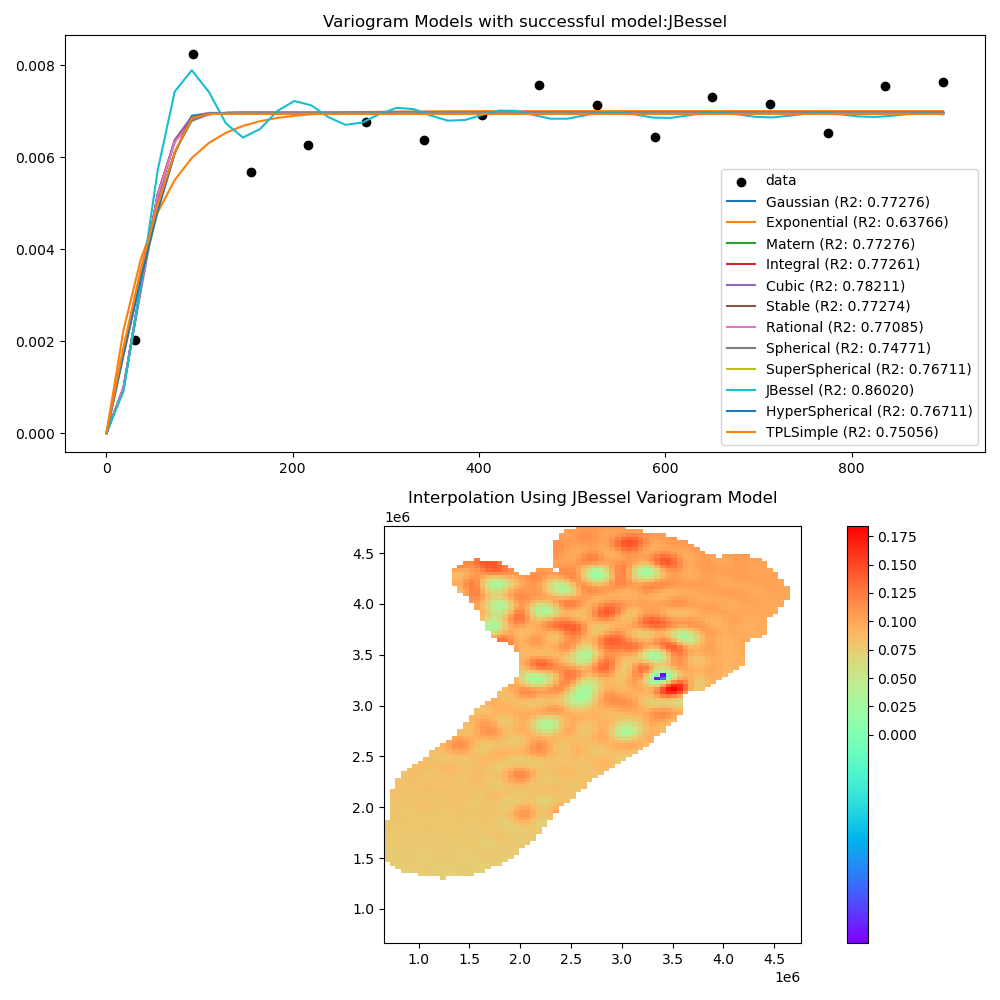 Variogram Models with successful model:JBessel
0.008
0.006
0.004
0.002
0.000
data
Gaussian (R2: 0.77276)
Exponential (R2: 0.63766)
Matern (R2: 0.77276)
Integral (R2: 0.77261)
Cubic (R2: 0.78211)
Stable (R2: 0.77274)
Rational (R2: 0.77085)
Spherical (R2: 0.74771)
SuperSpherical (R2: 0.76711)
JBessel (R2: 0.86020)
HyperSpherical (R2: 0.76711)
TPLSimple (R2: 0.75056)
0 200 400 600 800
Interpolation Using JBessel Variogram Model
1e6
4.5
4.0
3.5
3.0
2.5
2.0
1.5
1.0
1.0 1.5 2.0 2.5 3.0 3.5 4.0 4.5
1e6
0.175
0.150
0.125
0.100
0.075
0.050
0.025
0.000